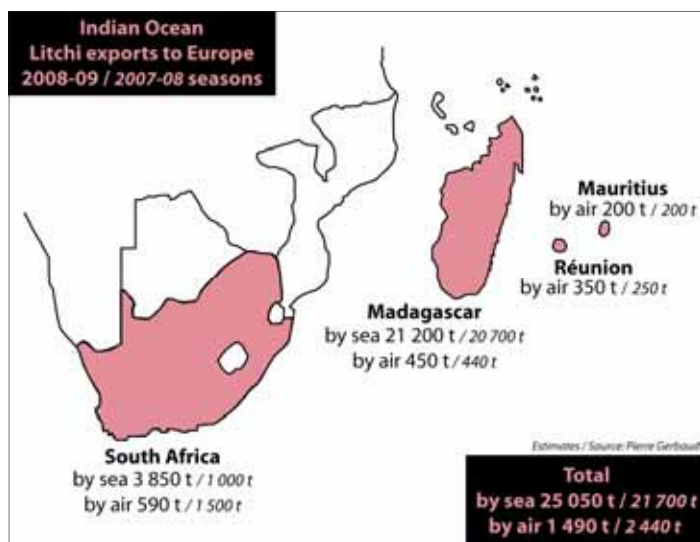 Indian Ocean
Litchi exports to Europe
2008-09 / 2007-08 seasons
Mauritius
by air 200 t / 200 t
Réunion
by air 350 t / 250 t
Madagascar
by sea 21 200 t / 20 700 t
by air 450 t / 440 t
South Africa
by sea 3 850 t / 1 000 t
by air 590 t / 1 500 t
Estimates / Source: Pierre Gerbaud
Total
by sea 25 050 t / 21 700 t
by air 1 490 t / 2 440 t